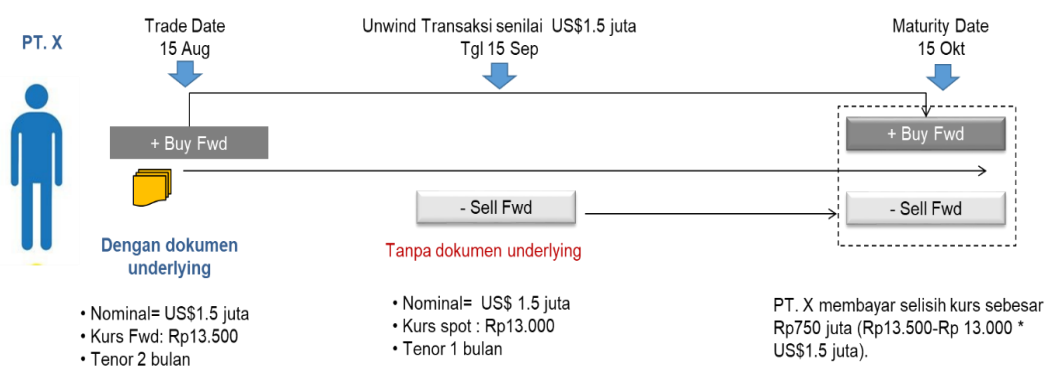 PT. X
Trade Date
15 Aug
Unwind Transaksi senilai US$1.5 juta
Tgl 15 Sep
Maturity Date
15 Okt
+ Buy Fwd
+ Buy Fwd
- Sell Fwd
- Sell Fwd
Dengan dokumen
underlying
Tanpa dokumen underlying
• Nominal= US$1.5 juta
• Kurs Fwd: Rp13.500
• Tenor 2 bulan
• Nominal= US$ 1.5 juta
• Kurs spot : Rp13.000
• Tenor 1 bulan
PT. X membayar selisih kurs sebesar
Rp750 juta (Rp13.500-Rp 13.000 *
US$1.5 juta).